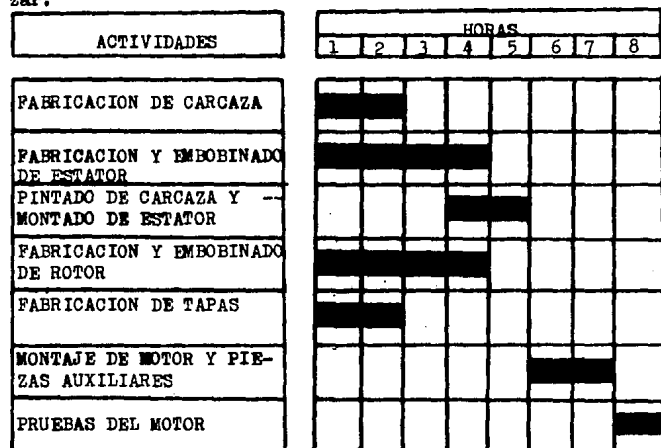 zar.
ACTIVIDADES
HORAS
1 2 3 4 5 6 7 8
FABRICACION DE CARCAZA
FABRICACION Y EMBOBINADO
DE ESTATOR
PINTADO DE CARCAZA Y --
MONTADO DE ESTATOR
FABRICACION Y EMBOBINADO
DE ROTOR
FABRICACION DE TAPAS
MONTAJE DE MOTOR Y PIE-
ZAS AUXILIARES
PRUEBAS DEL MOTOR